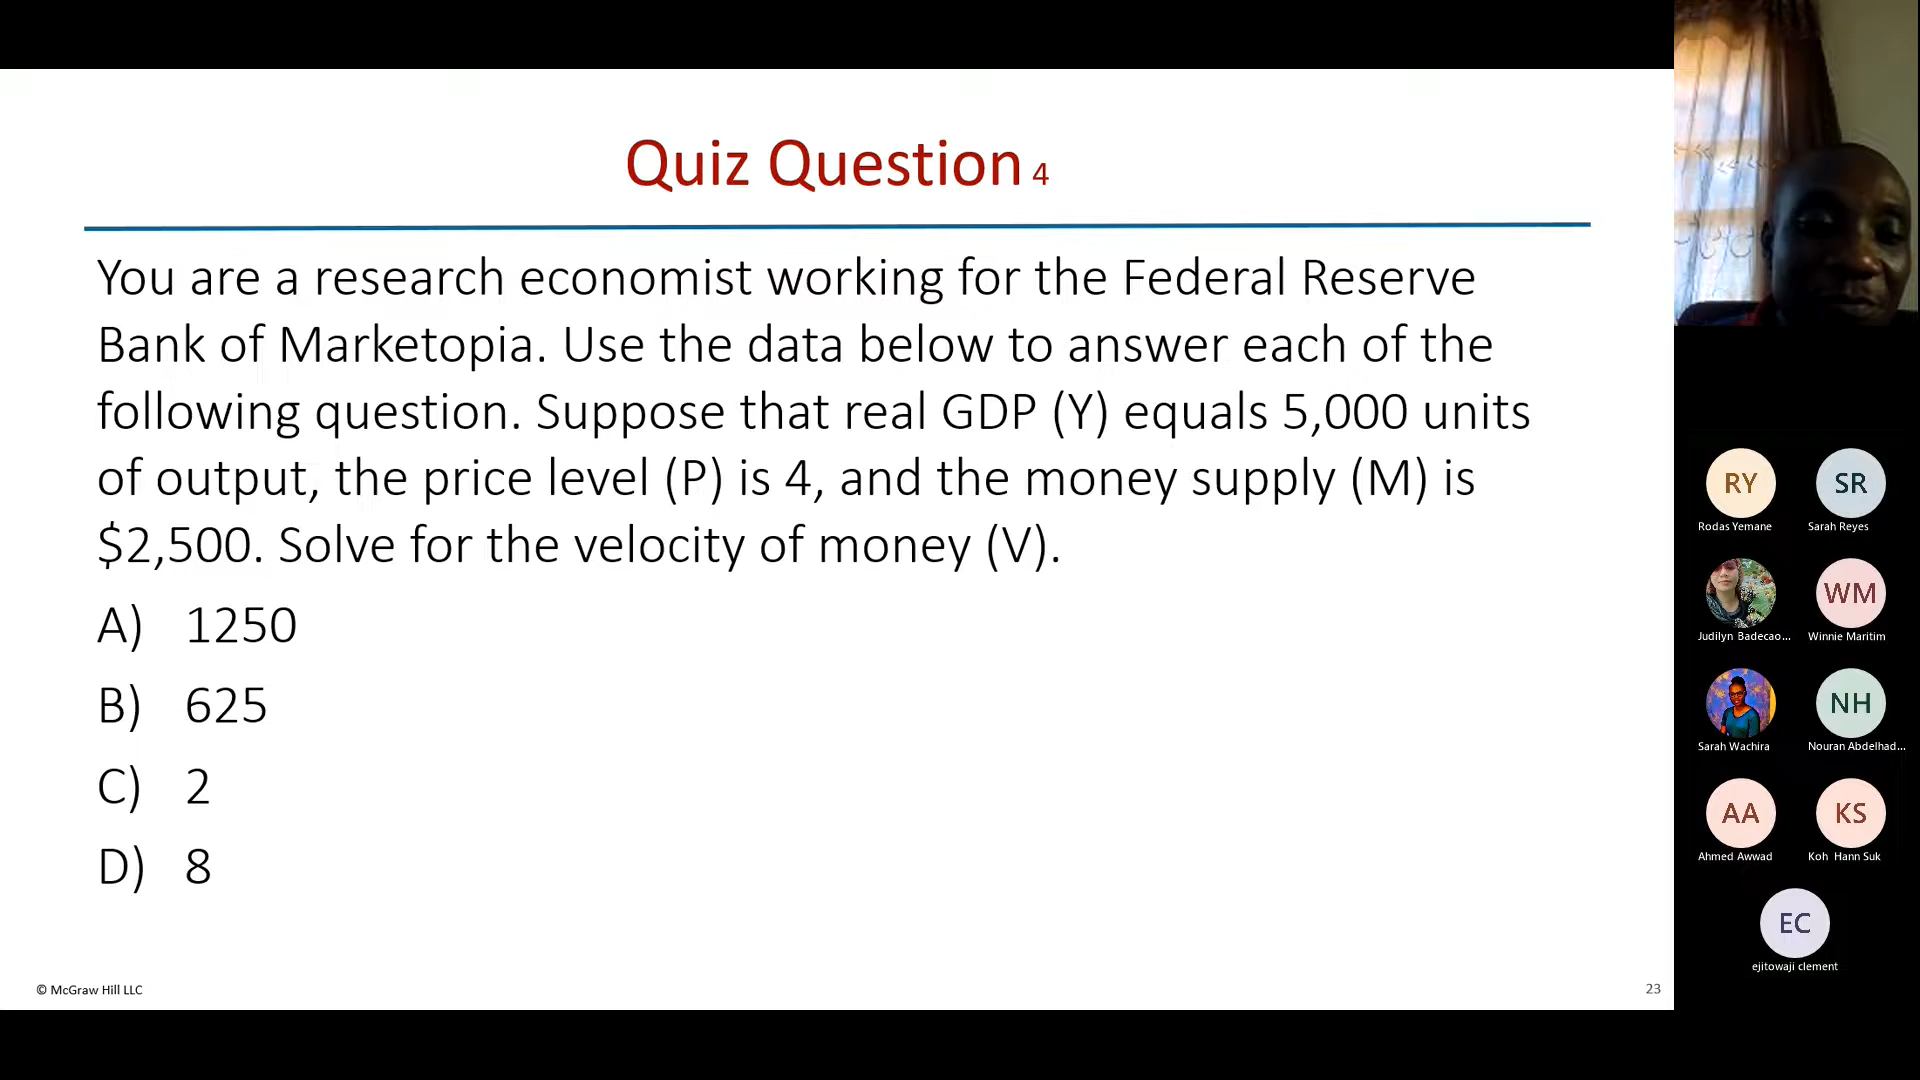 Quiz Question 4
You are a research economist working for the Federal Reserve
Bank of Marketopia. Use the data below to answer each of the
following question. Suppose that real GDP (Y) equals 5,000 units
of output, the price level (P) is 4, and the money supply (M) is
$2,500. Solve for the velocity of money (V).
A) 1250
B) 625
C) 2
D) 8
© McGraw Hill LLC
23
RY
Rodas Yemane
SR
Sarah Reyes
Judilyn Badecao...
WM
Winnie Maritim
Sarah Wachira
NH
Nouran Abdelhad...
AA
Ahmed Awwad
KS
Koh Hann Suk
EC
ejitowaji clement